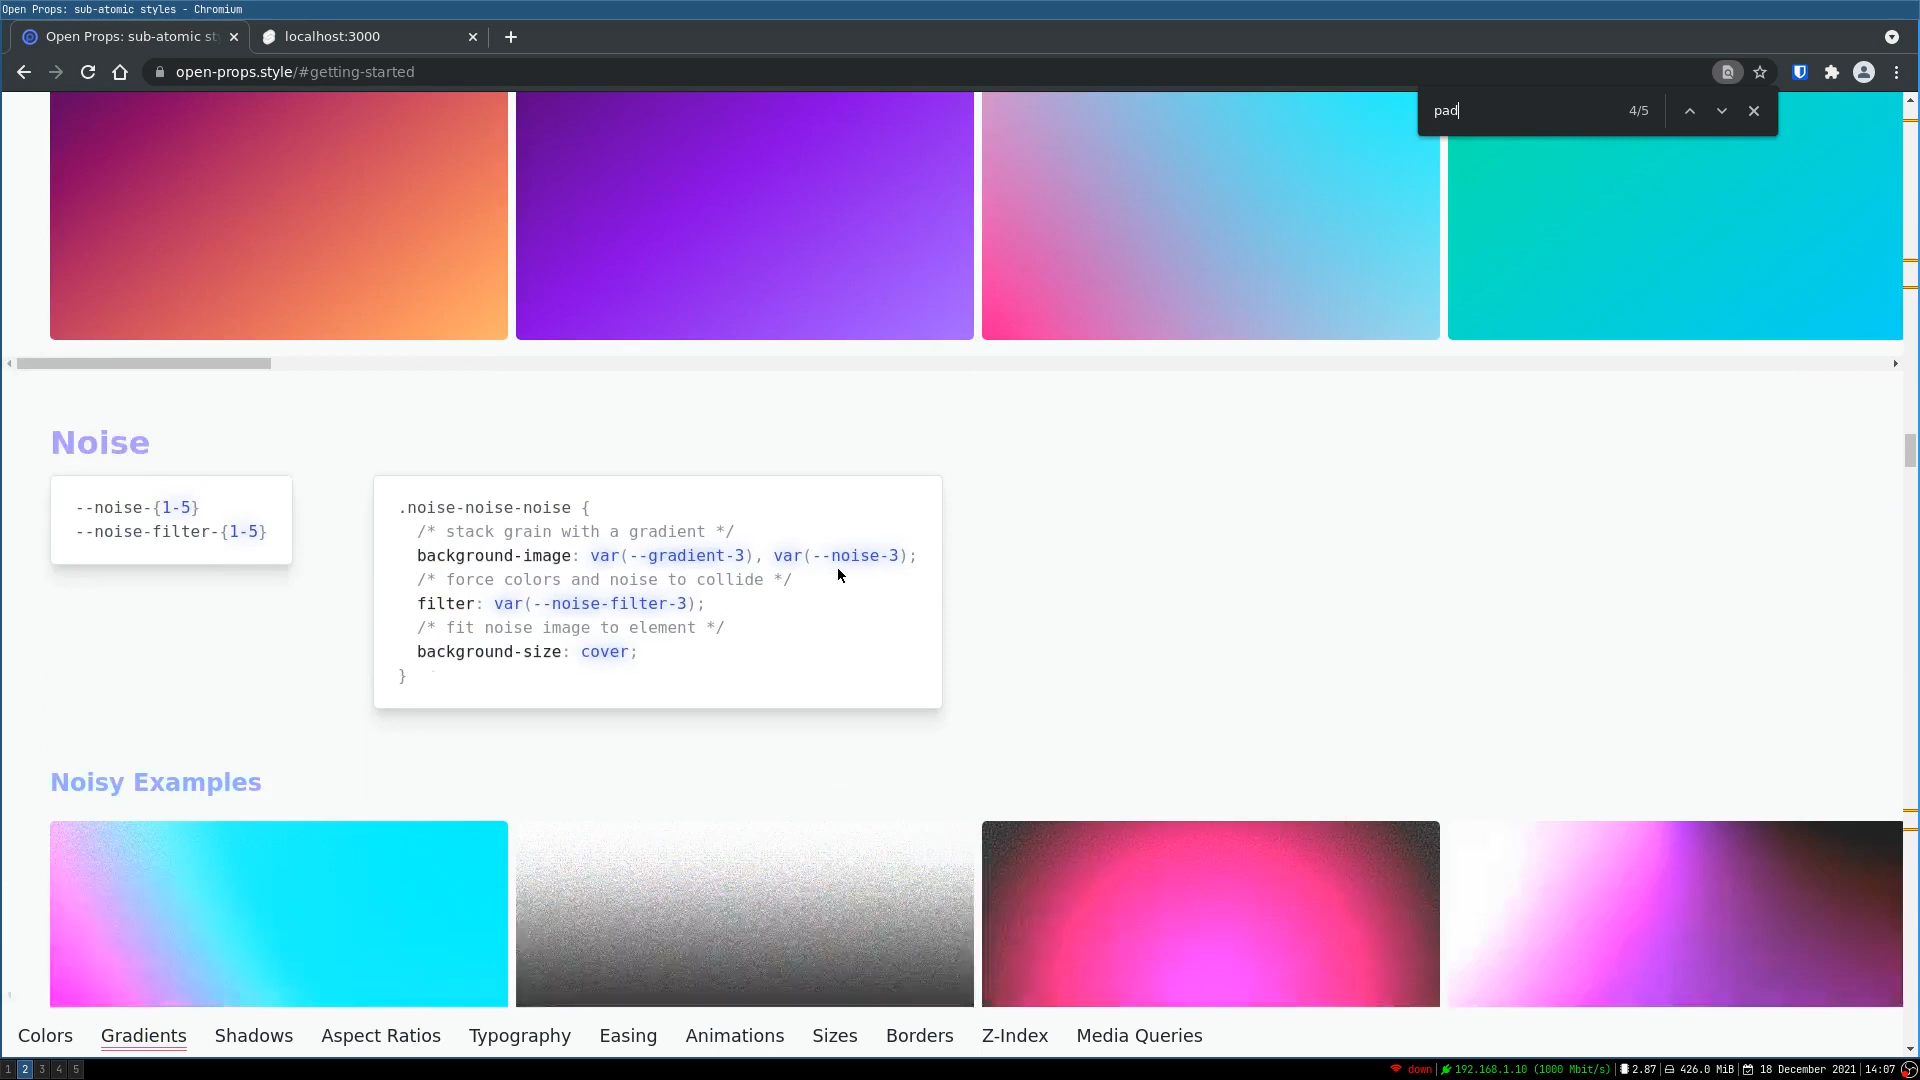 Open Props: sub-atomic styles - Chromium
Open Props: sub-atomic st
localhost:3000
open-props.style/#getting-started
pad
4/5
Noise
--noise-{1-5}
--noise-filter-{1-5}
.noise-noise-noise {
/* stack grain with a gradient */
background-image: var(--gradient-3), var(--noise-3);
/* force colors and noise to collide */
filter: var(--noise-filter-3);
/* fit noise image to element */
background-size: cover;
}
Noisy Examples
Colors Gradients Shadows Aspect Ratios Typography Easing Animations Sizes Borders Z-Index Media Queries
1 2 3 4 5 down 192.168.1.10 (1000 Mbit/s) 2.87 426.0 MiB 18 December 2021 14:07